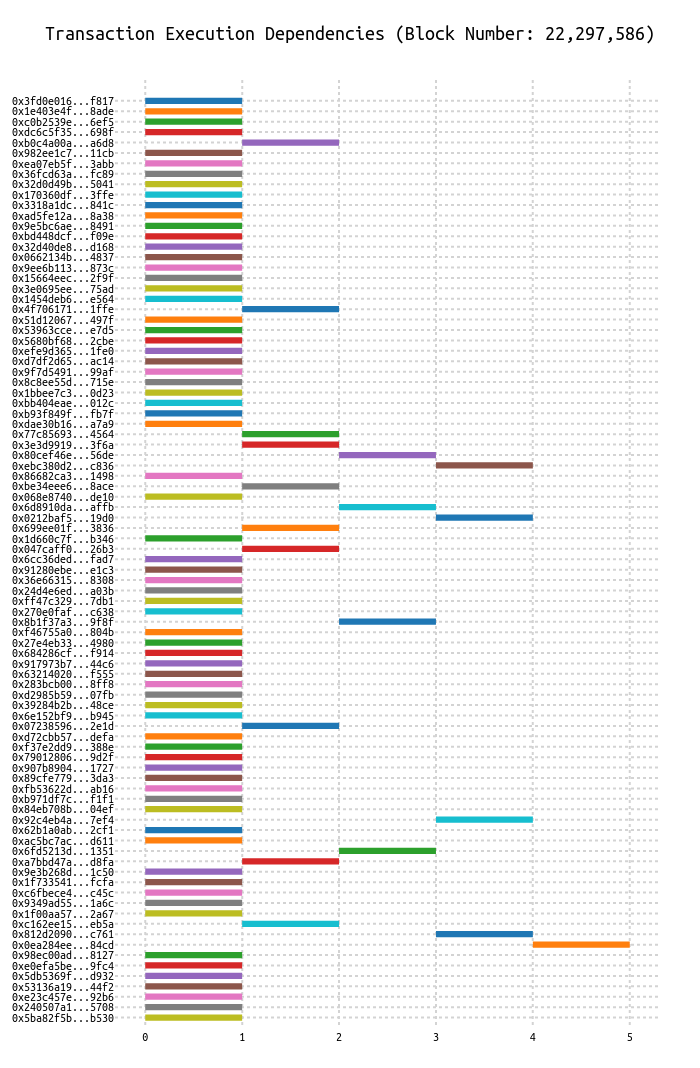 Transaction Execution Dependencies (Block Number: 22,297,586)
0x3fd0e016...f817
0x1e403e4f...8ade
0xc0b2539e...6ef5
0xdc6c5f35...698f
0xb0c4a00a...a6d8
0x982ee1c7...11cb
0xea07eb5f...3abb
0x36fcd63a...fc89
0x32d0d49b...5041
0x170360df...3ffe
0x3318a1dc...841c
0xad5fe12a...8a38
0x9e5bc6ae...8491
0xbd448dcf...f09e
0x32d40de8...d168
0x0662134b...4837
0x9ee6b113...873c
0x15664eec...2f9f
0x3e0695ee...75ad
0x1454deb6...e564
0x4f706171...1ffe
0x51d12067...497f
0x53963cce...e7d5
0x5680bf68...2cbe
0xefe9d365...1fe0
0xd7df2d65...ac14
0x9f7d5491...99af
0x8c8ee55d...715e
0x1bbee7c3...0d23
0xbb404eae...012c
0xb93f849f...fb7f
0xdae30b16...a7a9
0x77c85693...4564
0x3e3d9919...3f6a
0x80cef46e...56de
0xebc380d2...c836
0x86682ca3...1498
0xbe34eee6...8ace
0x068e8740...de10
0x6d8910da...affb
0x0212baf5...19d0
0x699ee01f...3836
0x1d660c7f...b346
0x047caff0...26b3
0x6cc36ded...fad7
0x91280ebe...e1c3
0x36e66315...8308
0x24d4e6ed...a03b
0xff47c329...7db1
0x270e0faf...c638
0x8b1f37a3...9f8f
0xf46755a0...804b
0x27e4eb33...4980
0x684286cf...f914
0x917973b7...44c6
0x63214020...f555
0x283bcb00...8ff8
0xd2985b59...07fb
0x39284b2b...48ce
0x6e152bf9...b945
0x07238596...2e1d
0xd72cbb57...defa
0xf37e2dd9...388e
0x79012806...9d2f
0x907b8904...1727
0x89cfe779...3da3
0xfb53622d...ab16
0xb971df7c...f1f1
0x84eb708b...04ef
0x92c4eb4a...7ef4
0x62b1a0ab...2cf1
0xac5bc7ac...d611
0x6fd5213d...1351
0xa7bbd47a...d8fa
0x9e3b268d...1c50
0x1f733541...fcfa
0xc6fbece4...c45c
0x9349ad55...1a6c
0x1f00aa57...2a67
0xc162ee15...eb5a
0x812d2090...c761
0x0ea284ee...84cd
0x98ec00ad...8127
0xe0efa5be...9fc4
0x5db5369f...d932
0x53136a19...44f2
0xe23c457e...92b6
0x240507a1...5708
0x5ba82f5b...b530
0 1 2 3 4 5